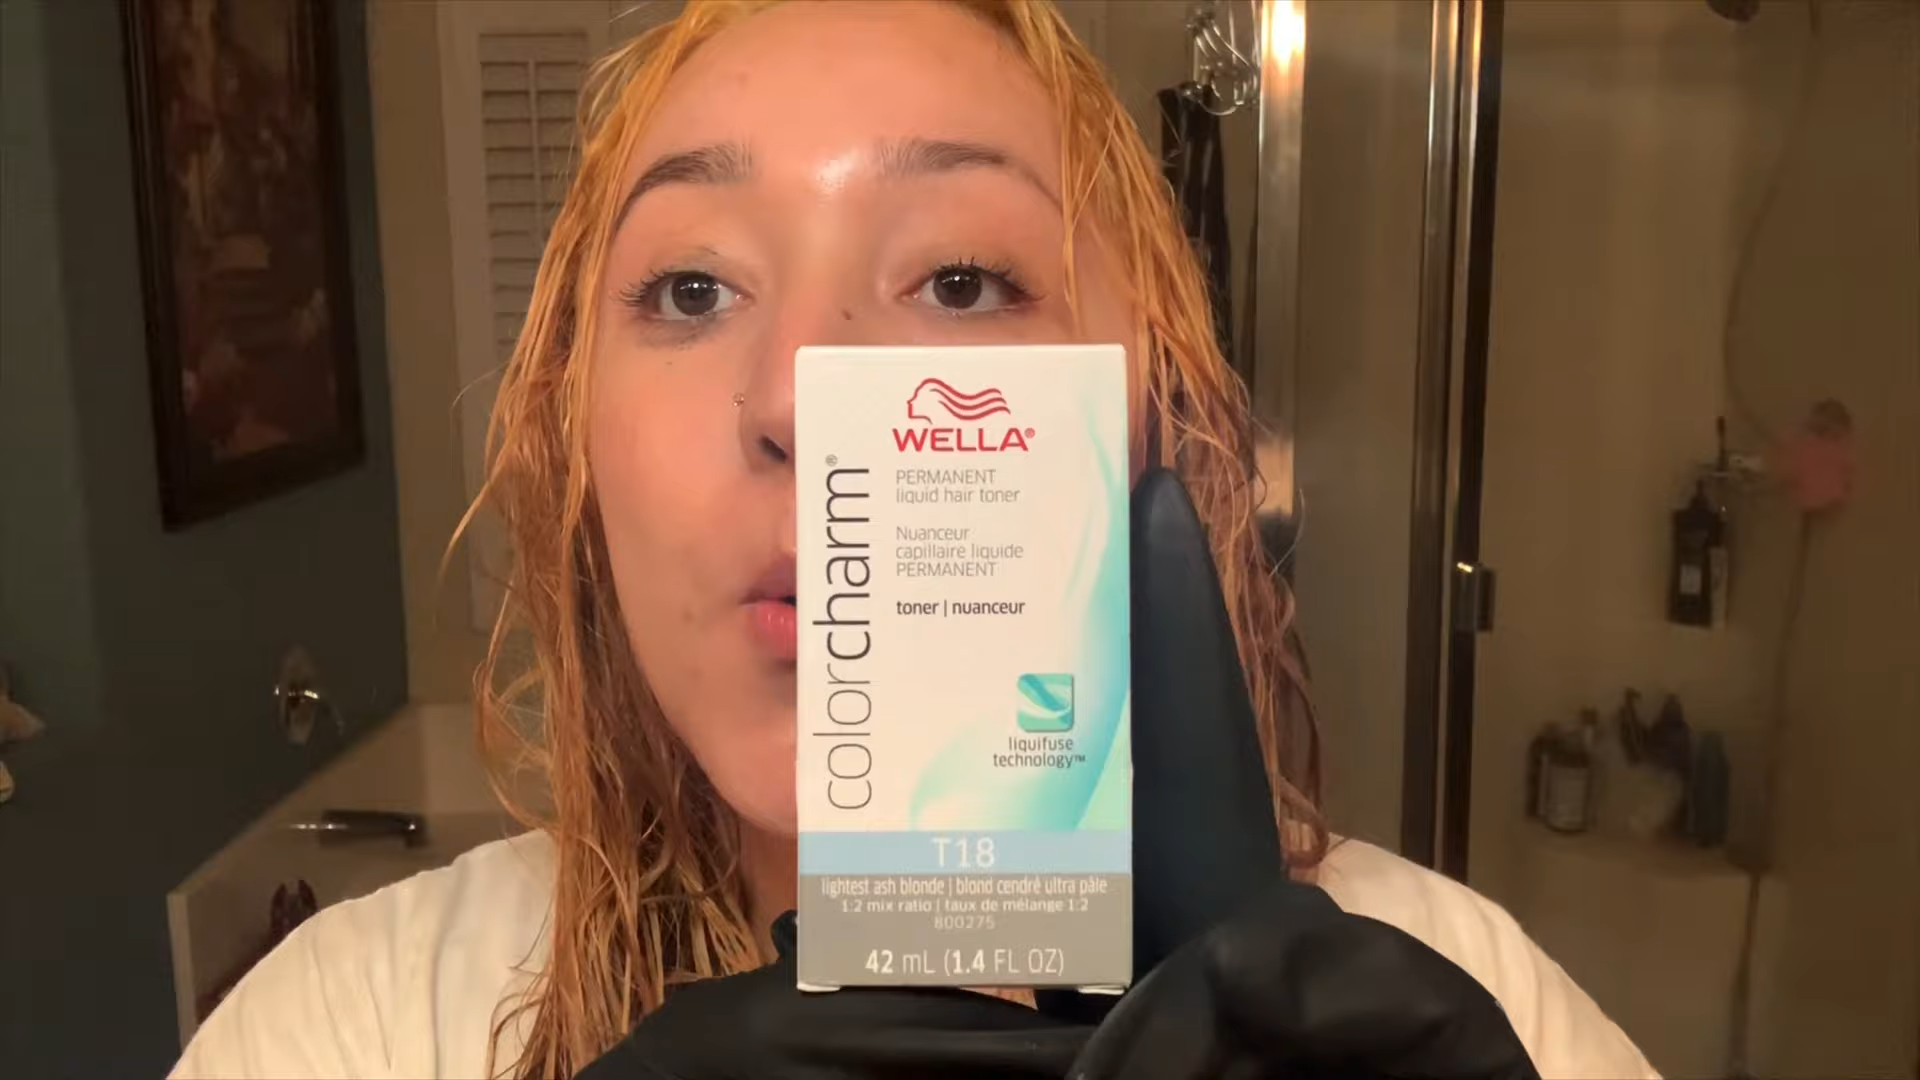 WELLA®
PERMANENT
liquid hair toner
Nuanceur
capillaire liquide
PERMANENT
toner | nuanceur
colorcharm®
liquifuse
technology™
T18
lightest ash blonde | blond cendré ultra pâle
1:2 mix ratio | taux de mélange 1:2
800275
42 mL (1.4 FL OZ)